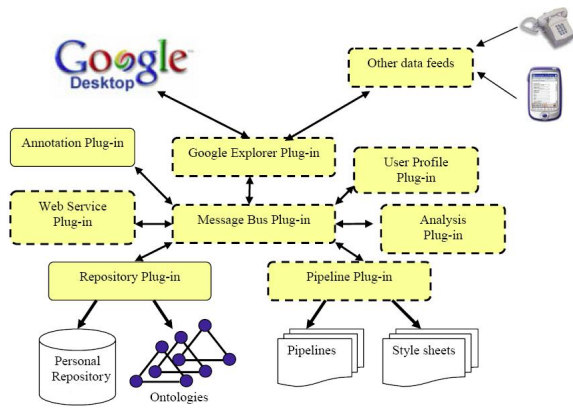 Google™
Desktop
Other data feeds
Annotation Plug-in
Google Explorer Plug-in
User Profile
Plug-in
Web Service
Plug-in
Message Bus Plug-in
Analysis
Plug-in
Repository Plug-in
Pipeline Plug-in
Personal
Repository
Ontologies
Pipelines
Style sheets